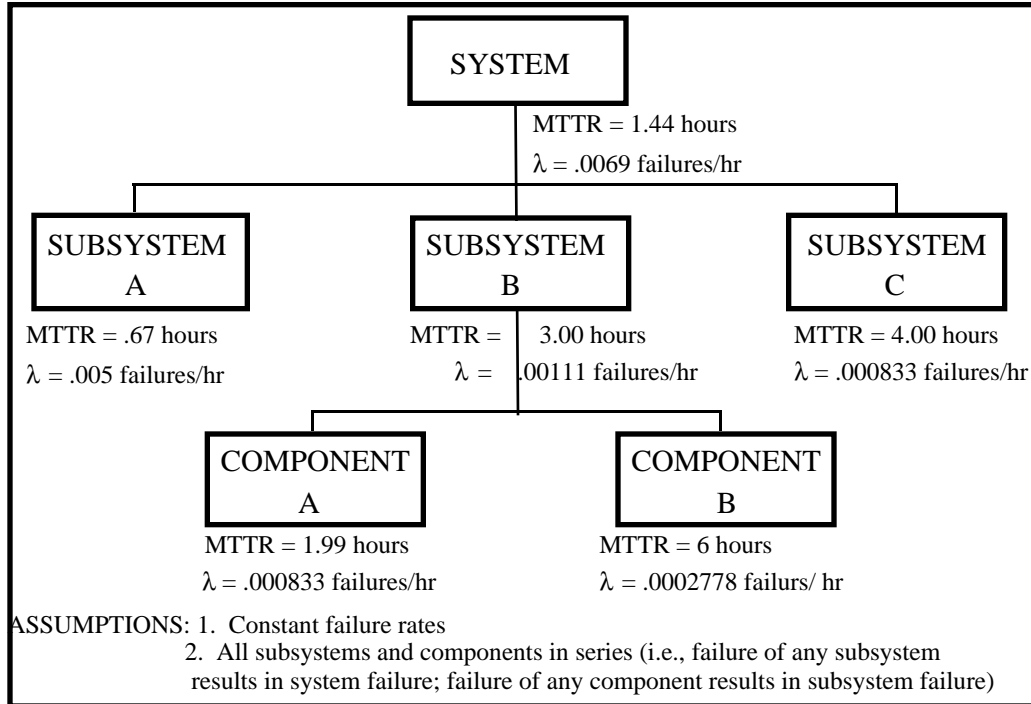 SYSTEM
MTTR = 1.44 hours
λ = .0069 failures/hr
SUBSYSTEM
A
MTTR = .67 hours
λ = .005 failures/hr
SUBSYSTEM
B
MTTR = 3.00 hours
λ = .00111 failures/hr
SUBSYSTEM
C
MTTR = 4.00 hours
λ = .000833 failures/hr
COMPONENT
A
MTTR = 1.99 hours
λ = .000833 failures/hr
COMPONENT
B
MTTR = 6 hours
λ = .0002778 failurs/ hr
ASSUMPTIONS: 1. Constant failure rates
2. All subsystems and components in series (i.e., failure of any subsystem
results in system failure; failure of any component results in subsystem failure)